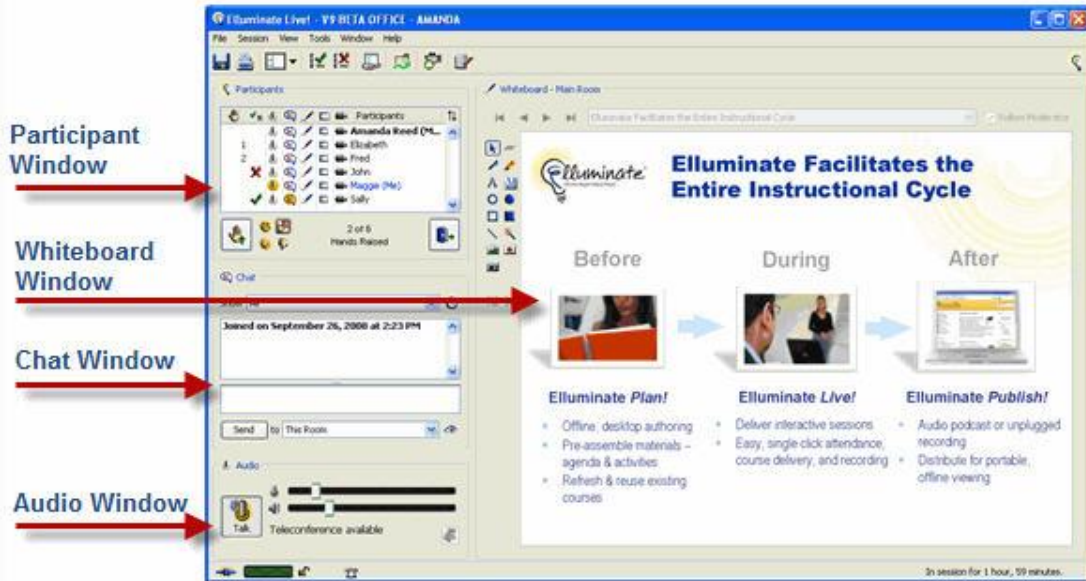 Elluminate Live! - V9 BETA OFFICE - AMANDA
File Session View Tools Window Help
Participants
Participants
Amanda Reed (M...
1 Elizabeth
2 Fred
John
Maggie (Me)
Sally
2 of 6
Hands Raised
Chat
Show
Joined on September 26, 2008 at 2:23 PM
Send to This Room
Audio
Talk
Teleconference available
Whiteboard - Main Room
Elluminate Facilitates the Entire Instructional Cycle
Follow Moderator
Elluminate
Elluminate Facilitates the
Entire Instructional Cycle
Before
During
After
Elluminate Plan!
Offline, desktop authoring
Pre-assemble materials –
agenda & activities
Refresh & reuse existing
courses
Elluminate Live!
Deliver interactive sessions
Easy, single-click attendance,
course delivery, and recording
Elluminate Publish!
Audio podcast or unplugged
recording
Distribute for portable,
offline viewing
In session for 1 hour, 59 minutes.
Participant
Window
Whiteboard
Window
Chat Window
Audio Window